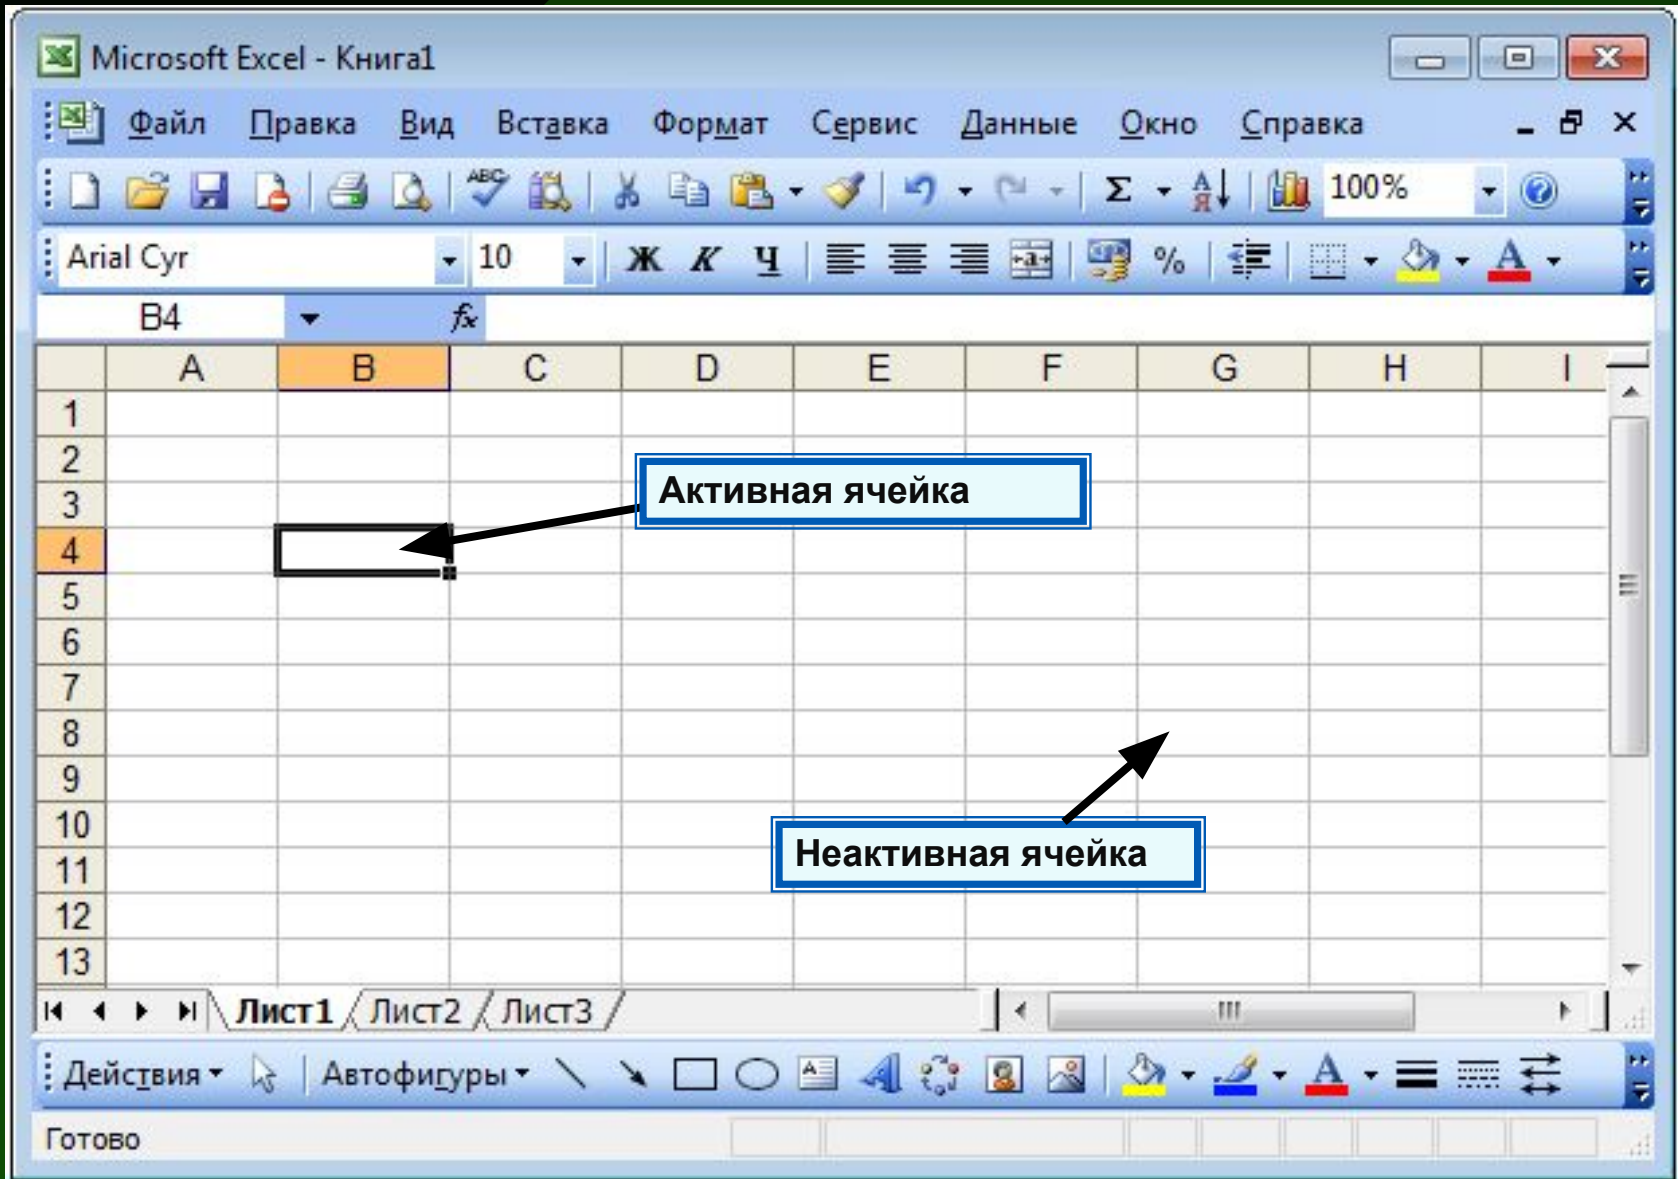 Microsoft Excel - Книга1
Файл Правка Вид Вставка Формат Сервис Данные Окно Справка
ABC Σ А Я 100%
Arial Cyr 10 Ж К Ч a % A
B4 fx
A B C D E F G H I
1
2
Активная ячейка
3
4
5
6
7
8
9
10
Неактивная ячейка
11
12
13
Лист1 Лист2 Лист3
Действия Автофигуры A A A
Готово